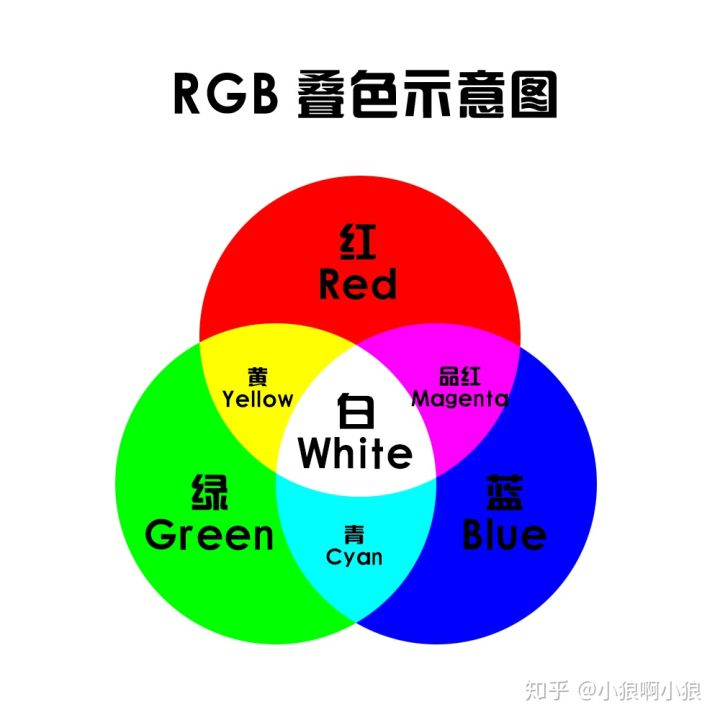 RGB 叠色示意图
红
Red
黄
Yellow
品红
Magenta
白
White
绿
Green
蓝
Blue
青
Cyan
知乎 @小狼啊小狼